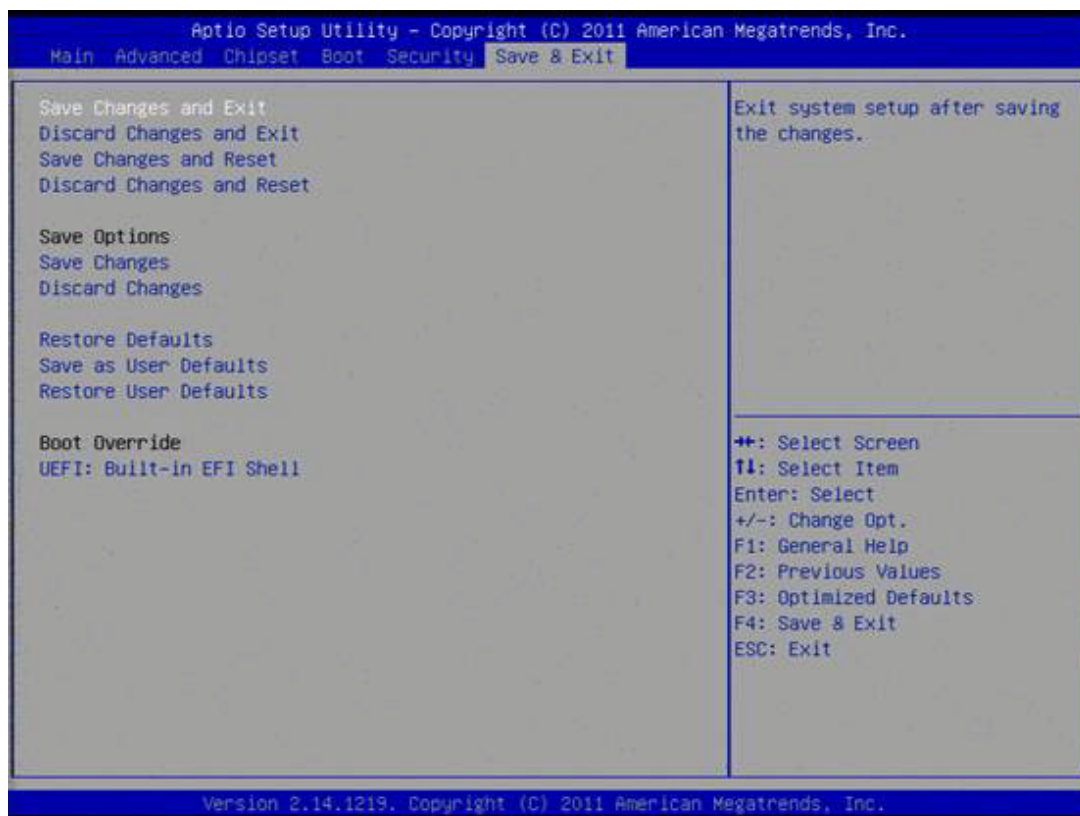 Aptio Setup Utility – Copyright (C) 2011 American Megatrends, Inc.
Main Advanced Chipset Boot Security Save & Exit
Save Changes and Exit
Discard Changes and Exit
Save Changes and Reset
Discard Changes and Reset
Save Options
Save Changes
Discard Changes
Restore Defaults
Save as User Defaults
Restore User Defaults
Boot Override
UEFI: Built-in EFI Shell
Exit system setup after saving
the changes.
→←: Select Screen
↑↓: Select Item
Enter: Select
+/-: Change Opt.
F1: General Help
F2: Previous Values
F3: Optimized Defaults
F4: Save & Exit
ESC: Exit
Version 2.14.1219. Copyright (C) 2011 American Megatrends, Inc.